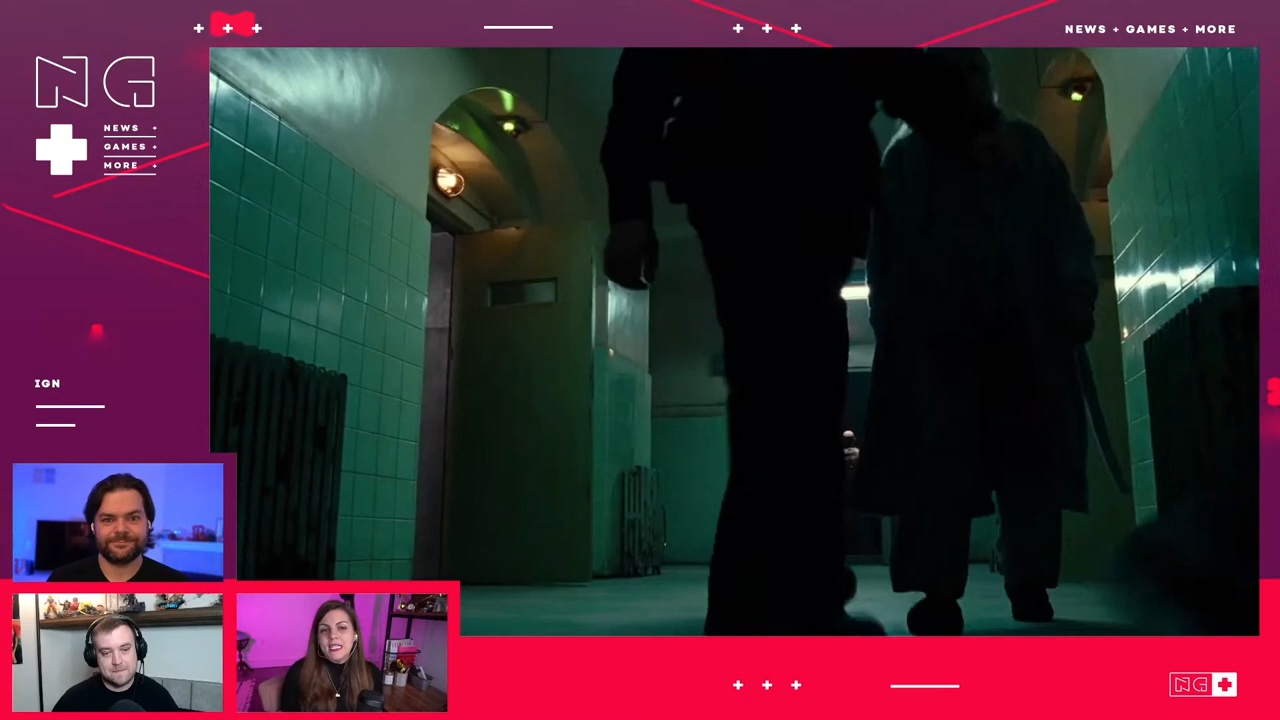 NEWS + GAMES + MORE
NG
NEWS +
GAMES +
MORE +
IGN
NG+